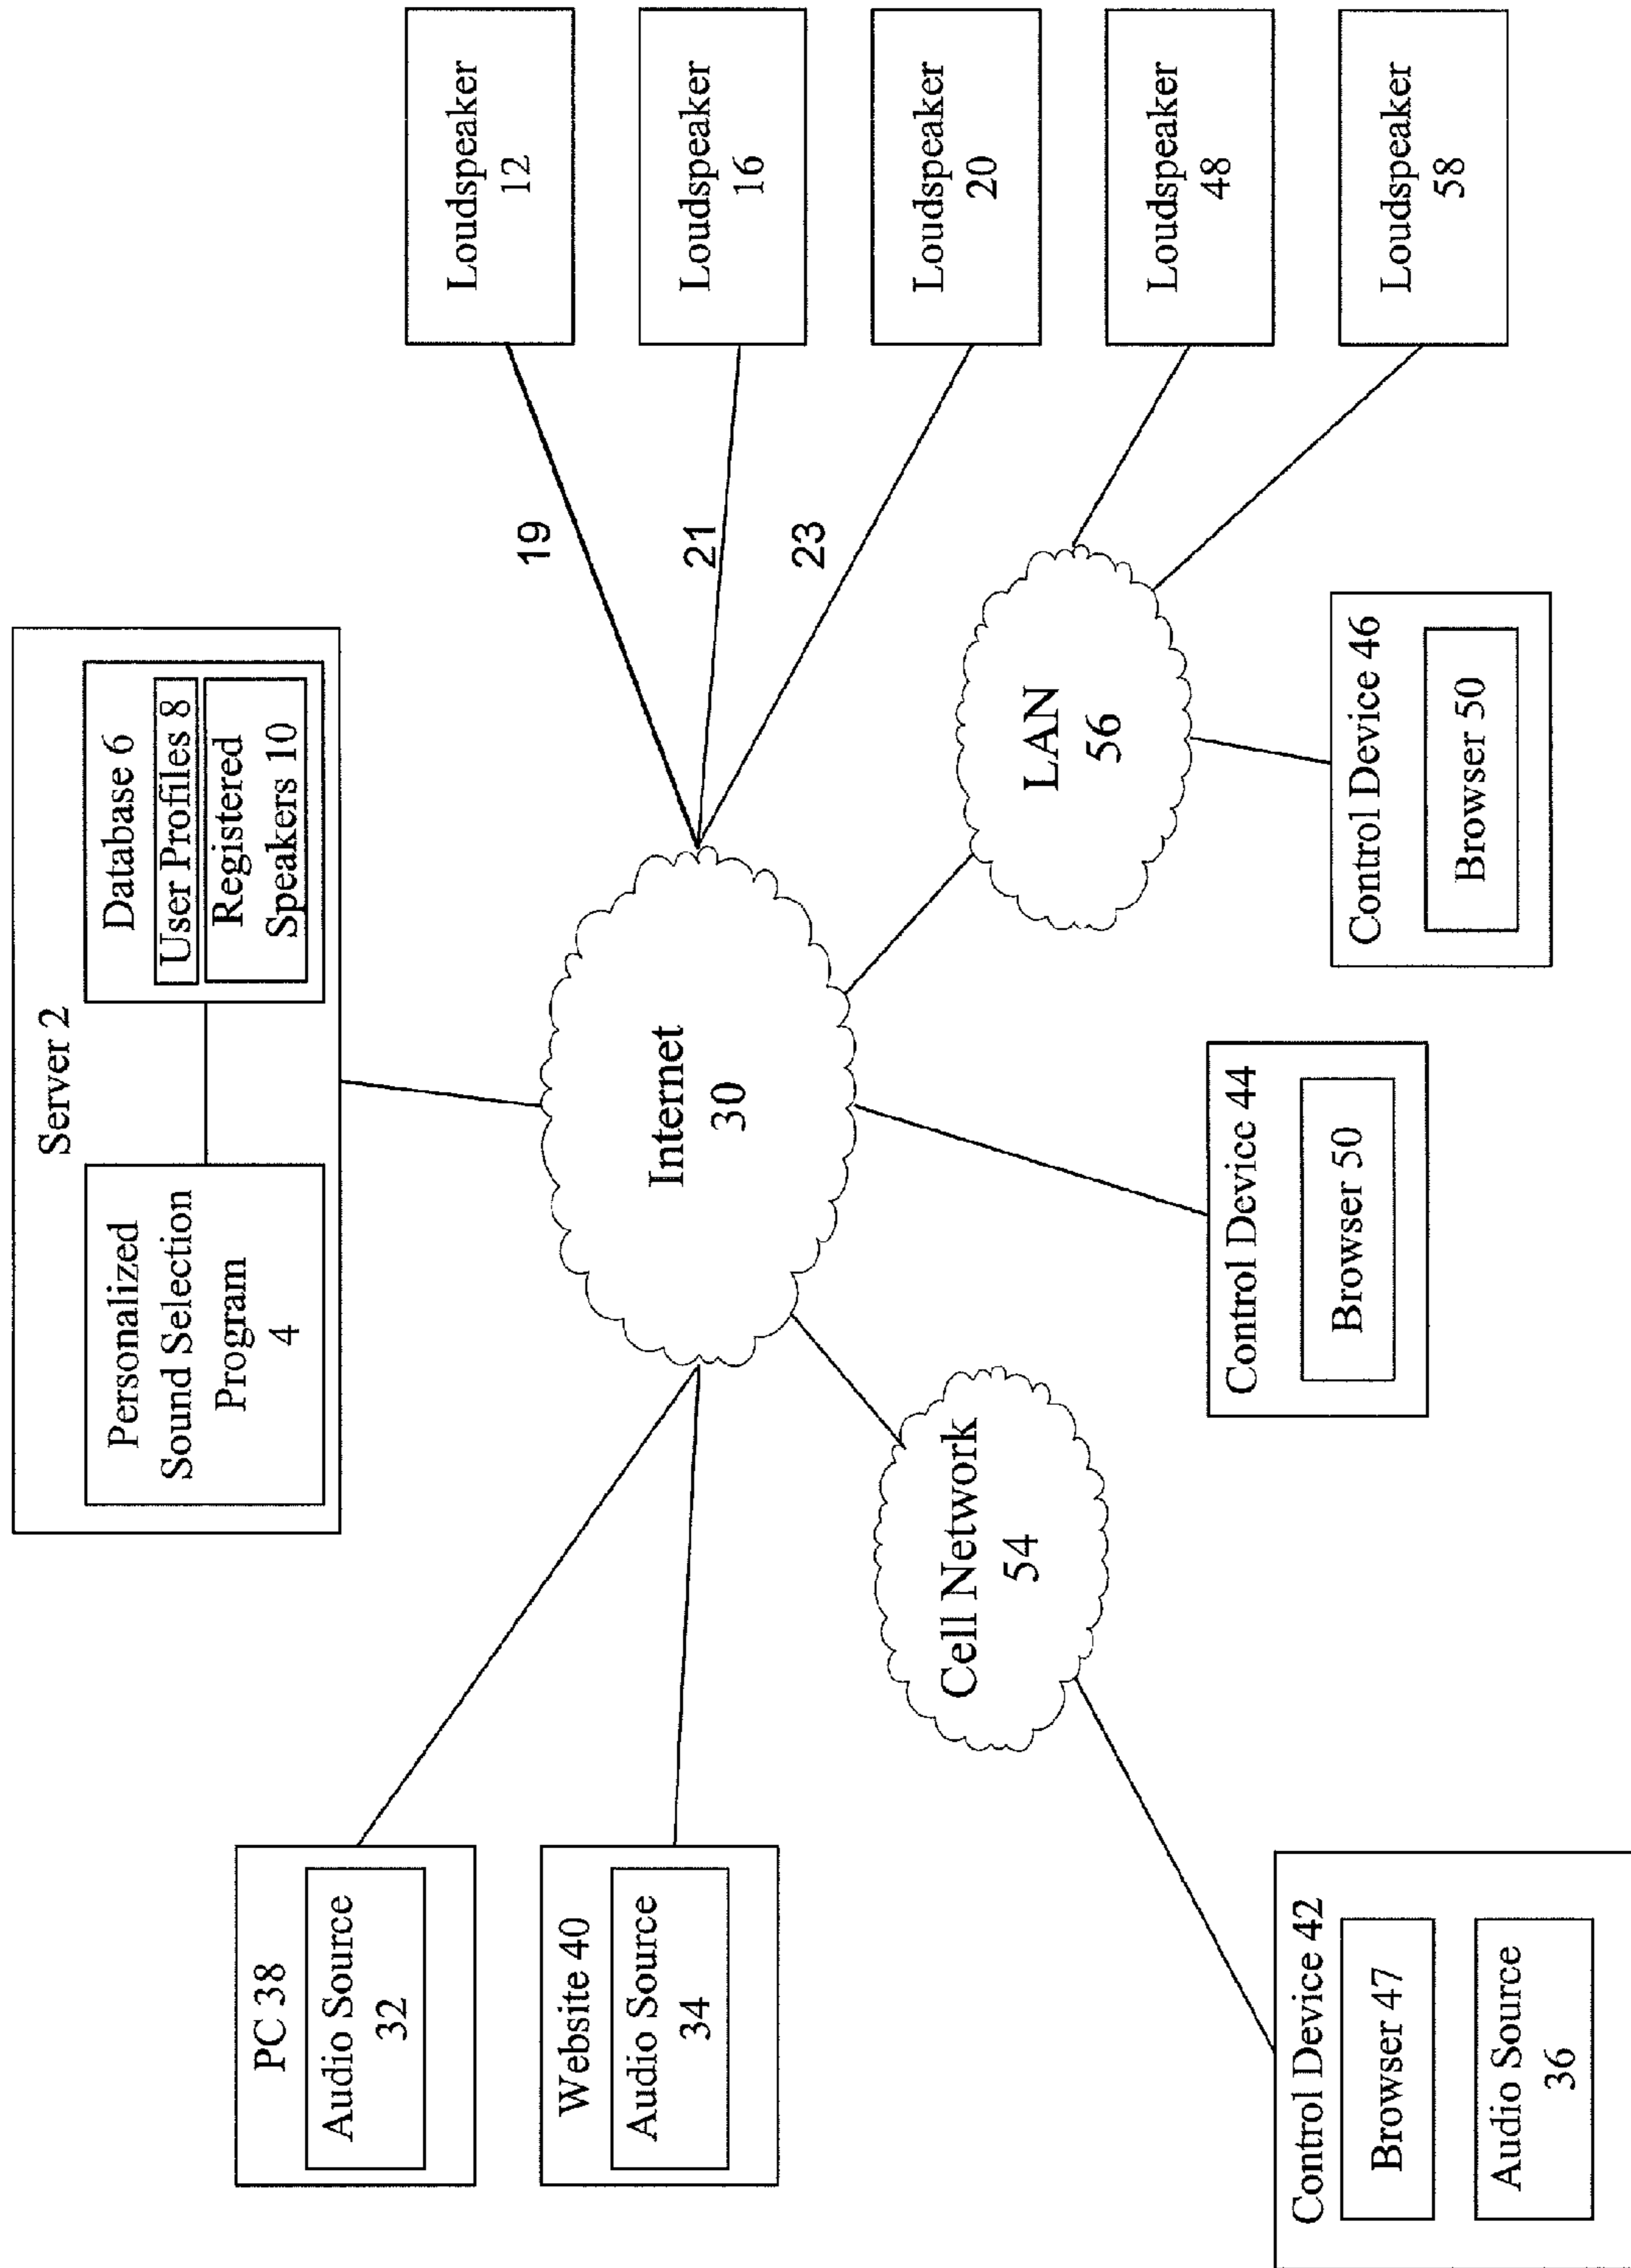 Server 2
Personalized
Sound Selection
Program
4
Database 6
User Profiles 8
Registered
Speakers 10
PC 38
Audio Source
32
Website 40
Audio Source
34
Control Device 42
Browser 47
Audio Source
36
Cell Network
54
Internet
30
Control Device 44
Browser 50
LAN
56
Control Device 46
Browser 50
19
21
23
Loudspeaker
12
Loudspeaker
16
Loudspeaker
20
Loudspeaker
48
Loudspeaker
58